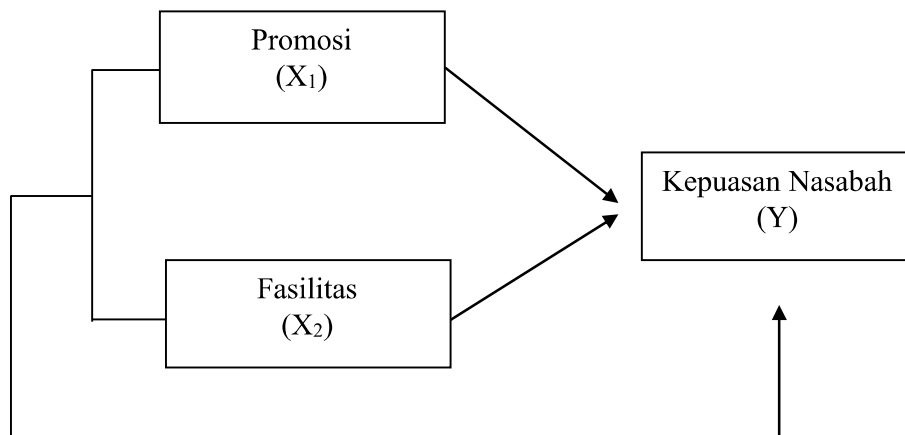 Promosi
(X₁)
Kepuasan Nasabah
(Y)
Fasilitas
(X₂)